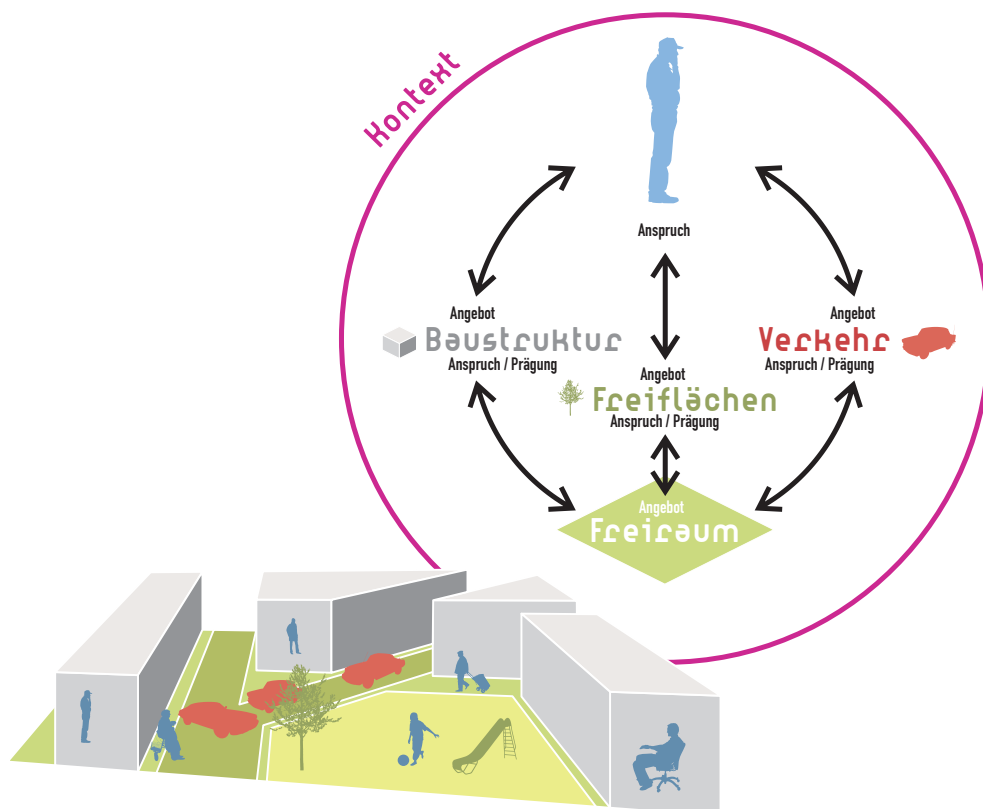 Kontext
Anspruch
Angebot
Baustruktur
Anspruch / Prägung
Angebot
Freiflächen
Anspruch / Prägung
Angebot
Verkehr
Anspruch / Prägung
Angebot
Freiraum